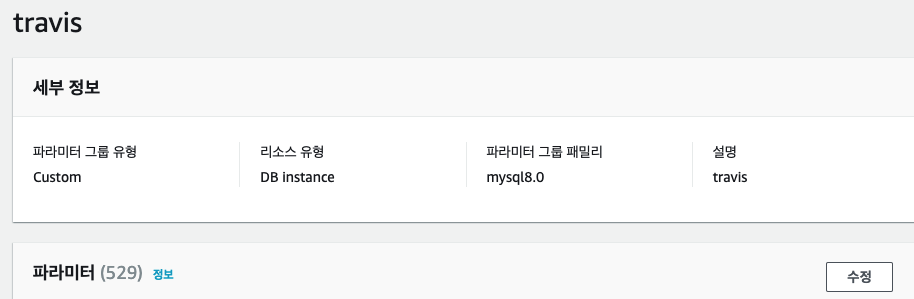 travis
세부 정보
파라미터 그룹 유형
Custom
리소스 유형
DB instance
파라미터 그룹 패밀리
mysql8.0
설명
travis
파라미터 (529) 정보
수정